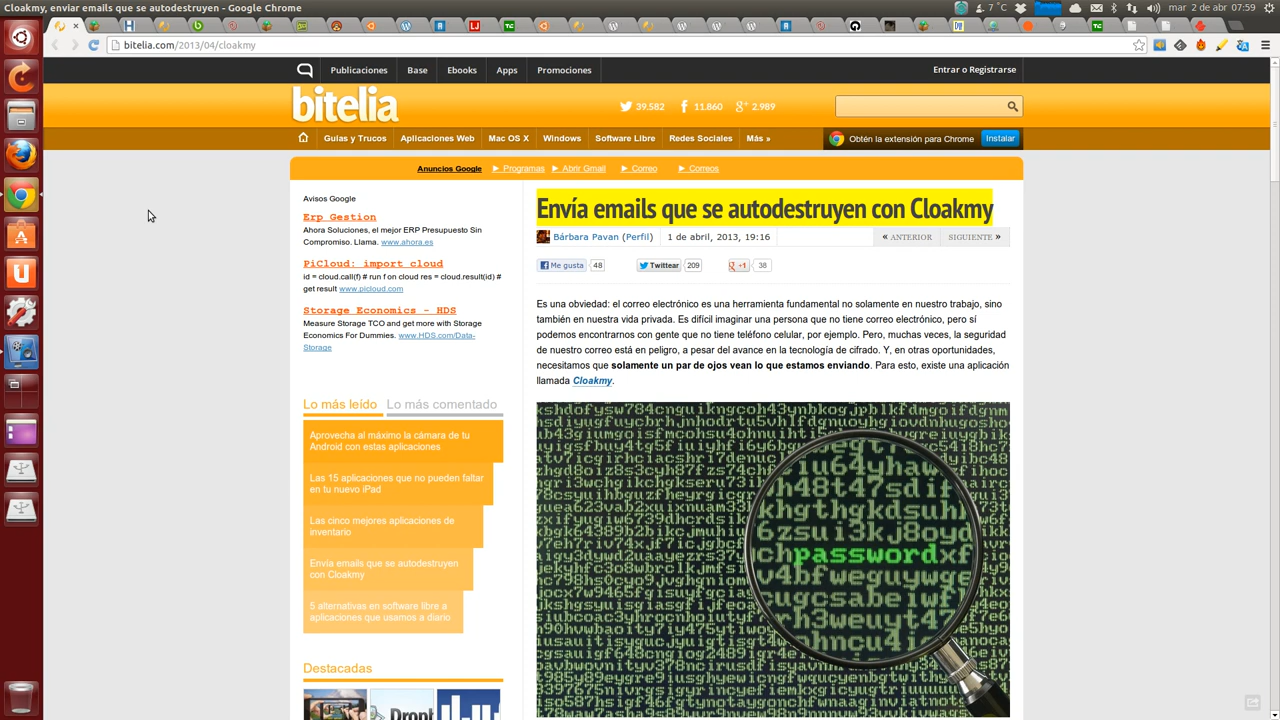 Cloakmy, enviar emails que se autodestruyen - Google Chrome
7 °C
mar 2 de abr 07:59
bitelia.com/2013/04/cloakmy
Publicaciones Base Ebooks Apps Promociones
Entrar o Registrarse
bitelia
39.582 11.860 2.989
Guías y Trucos Aplicaciones Web Mac OS X Windows Software Libre Redes Sociales Más »
Obtén la extensión para Chrome Instalar
Anuncios Google ► Programas ► Abrir Gmail ► Correo ► Correos
Avisos Google
Erp Gestion
Ahora Soluciones, el mejor ERP Presupuesto Sin
Compromiso. Llama. www.ahora.es
PiCloud: import cloud
id = cloud.call(f) # run f on cloud res = cloud.result(id) #
get result www.picloud.com
Storage Economics - HDS
Measure Storage TCO and get more with Storage
Economics For Dummies. www.HDS.com/Data-
Storage
Lo más leído Lo más comentado
Aprovecha al máximo la cámara de tu
Android con estas aplicaciones
Las 15 aplicaciones que no pueden faltar
en tu nuevo iPad
Las cinco mejores aplicaciones de
inventario
Envía emails que se autodestruyen
con Cloakmy
5 alternativas en software libre a
aplicaciones que usamos a diario
Destacadas
Envía emails que se autodestruyen con Cloakmy
Bárbara Pavan (Perfil) 1 de abril, 2013, 19:16
« ANTERIOR SIGUIENTE »
Me gusta 48 Twittear 209 +1 38
Es una obviedad: el correo electrónico es una herramienta fundamental no solamente en nuestro trabajo, sino
también en nuestra vida privada. Es difícil imaginar una persona que no tiene correo electrónico, pero sí
podemos encontrarnos con gente que no tiene teléfono celular, por ejemplo. Pero, muchas veces, la seguridad
de nuestro correo está en peligro, a pesar del avance en la tecnología de cifrado. Y, en otras oportunidades,
necesitamos que solamente un par de ojos vean lo que estamos enviando. Para esto, existe una aplicación
llamada Cloakmy.
password